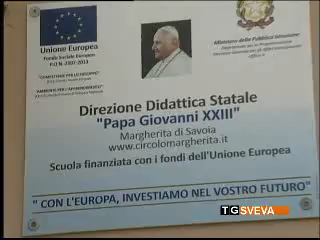 Unione Europea
Fondo Sociale Europeo
P.O.N. 2007-2013
"COMPETENZE PER LO SVILUPPO"
"AMBIENTI PER L'APPRENDIMENTO"
Ministero della Pubblica Istruzione
Direzione Didattica Statale
"Papa Giovanni XXIII"
Margherita di Savoia
www.circolomargherita.it
Scuola finanziata con i fondi dell'Unione Europea
" CON L'EUROPA, INVESTIAMO NEL VOSTRO FUTURO"
TGSVEVA